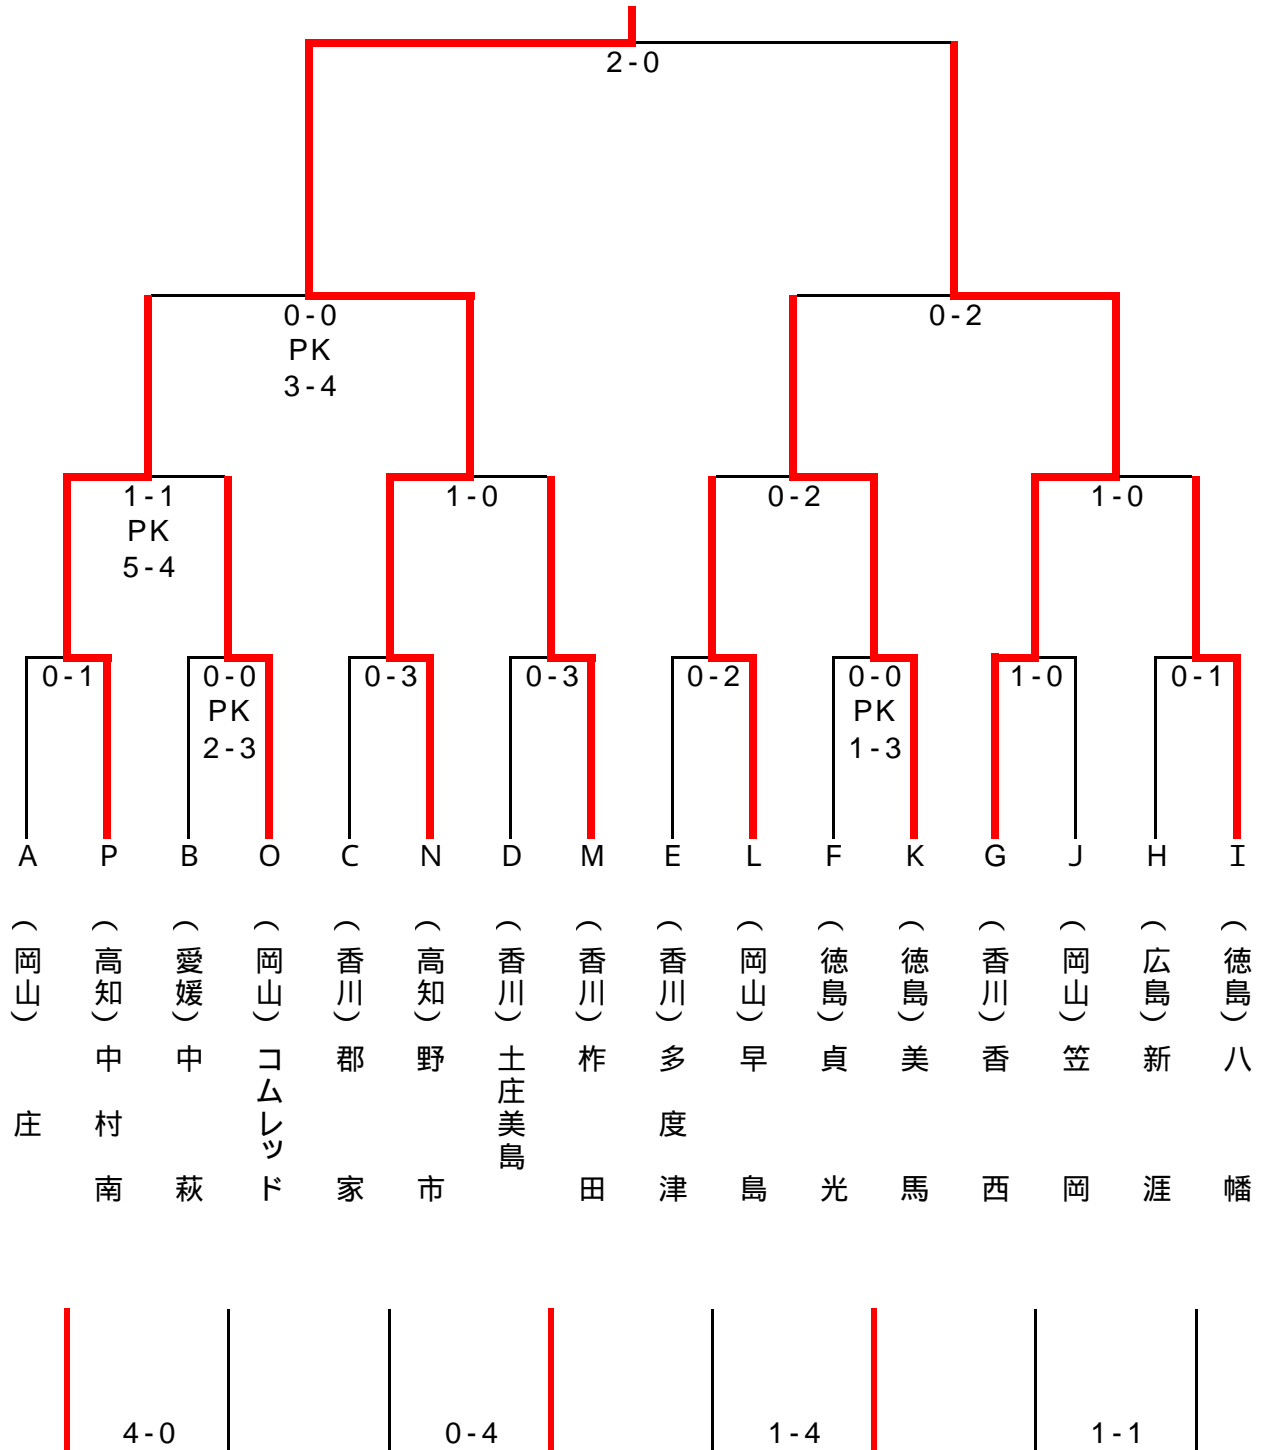 2-0
0-0
PK
3-4
0-2
1-1
PK
5-4
1-0
0-2
1-0
0-1
0-0
PK
2-3
0-3
0-3
0-2
0-0
PK
1-3
1-0
0-1
A P B O C N D M E L F K G J H I
(岡山) 庄
(高知) 中村南
(愛媛) 中萩
(岡山) コムレッド
(香川) 郡家
(高知) 野市
(香川) 土庄美島
(香川) 柞田
(香川) 多度津
(岡山) 早島
(徳島) 貞光
(徳島) 美馬
(香川) 香西
(岡山) 笠岡
(広島) 新涯
(徳島) 八幡
4-0 0-4 1-4 1-1